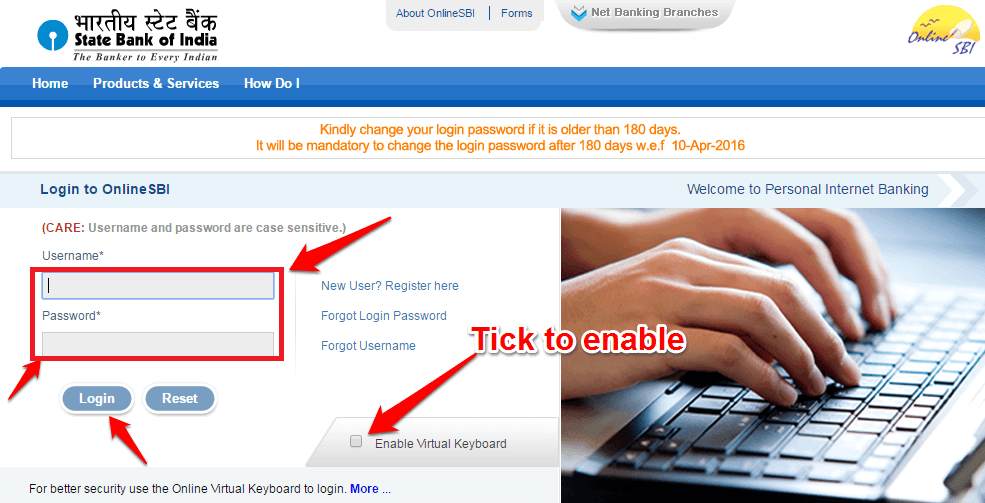 भारतीय स्टेट बैंक
State Bank of India
The Banker to Every Indian
About OnlineSBI | Forms
Net Banking Branches
Online SBI
Home Products & Services How Do I
Kindly change your login password if it is older than 180 days.
It will be mandatory to change the login password after 180 days w.e.f 10-Apr-2016
Login to OnlineSBI
Welcome to Personal Internet Banking
(CARE: Username and password are case sensitive.)
Username*
New User? Register here
Password*
Forgot Login Password
Forgot Username
Tick to enable
Login Reset
Enable Virtual Keyboard
For better security use the Online Virtual Keyboard to login. More ...